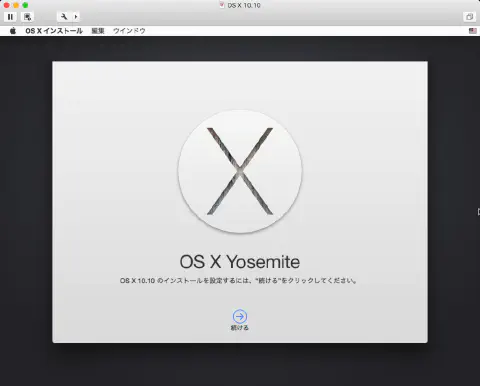 OS X 10.10
OS X インストール 編集 ウインドウ
OS X Yosemite
OS X 10.10 のインストールを設定するには、"続ける"をクリックしてください。
続ける